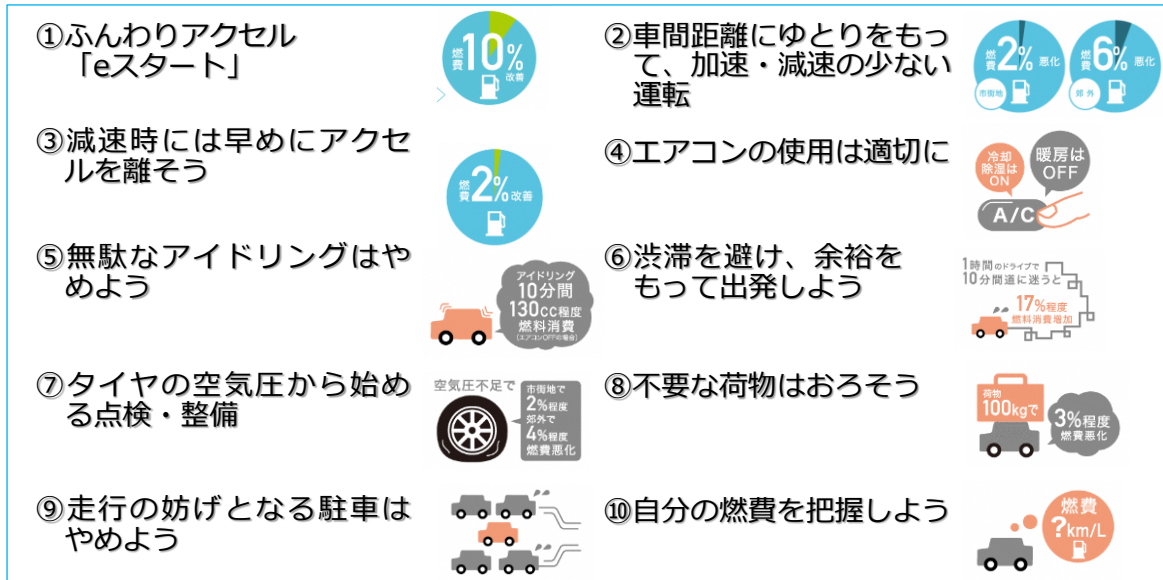 ①ふんわりアクセル
「eスタート」
燃費
10%
改善
②車間距離にゆとりをもっ
て、加速・減速の少ない
運転
燃費
2%
悪化
市街地
燃費
6%
悪化
郊外
③減速時には早めにアクセ
ルを離そう
燃費
2%
改善
④エアコンの使用は適切に
冷却
除湿は
ON
暖房は
OFF
A/C
⑤無駄なアイドリングはや
めよう
アイドリング
10分間
130cc程度
燃料消費
(エアコンOFFの場合)
⑥渋滞を避け、余裕を
もって出発しよう
1時間のドライブで
10分間道に迷うと
17%程度
燃料消費増加
⑦タイヤの空気圧から始め
る点検・整備
空気圧不足で
市街地で
2%程度
郊外で
4%程度
燃費悪化
⑧不要な荷物はおろそう
荷物
100kgで
3%程度
燃費悪化
⑨走行の妨げとなる駐車は
やめよう
⑩自分の燃費を把握しよう
燃費
?km/L